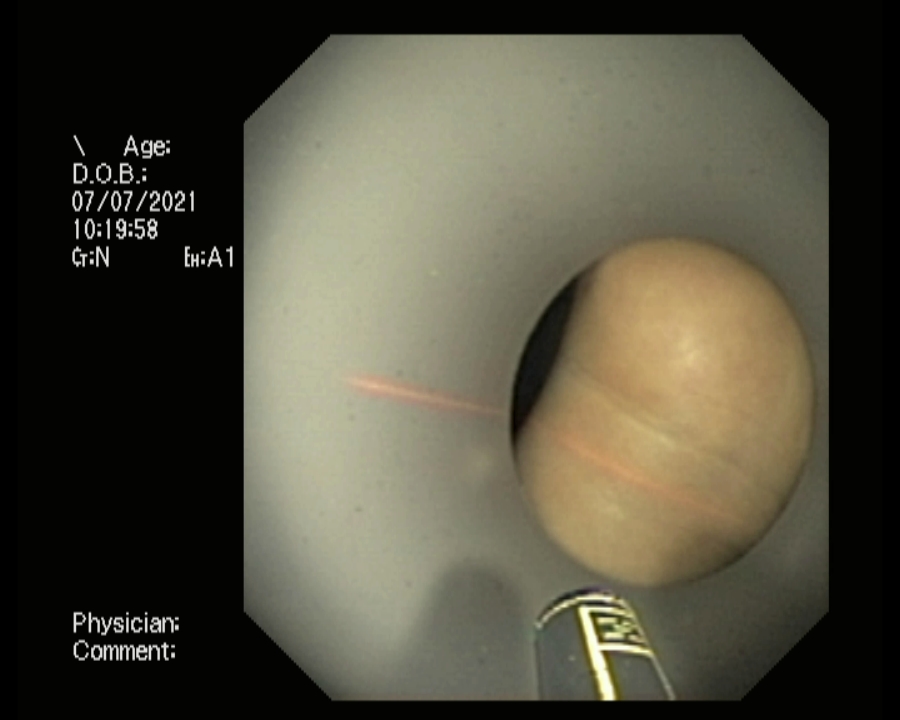 \ Age:
D.O.B.:
07/07/2021
10:19:58
Cr:N Eh:A1
Physician:
Comment: